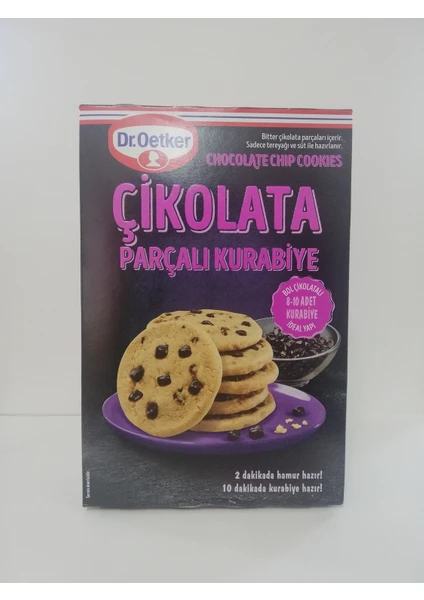 Dr.Oetker
Bitter çikolata parçaları içerir.
Sadece tereyağı ve süt ile hazırlanır.
CHOCOLATE CHIP COOKIES
ÇİKOLATA
PARÇALI KURABİYE
BOL ÇİKOLATALI
8-10 ADET
KURABİYE
İDEAL YAPI
2 dakikada hamur hazır!
10 dakikada kurabiye hazır!